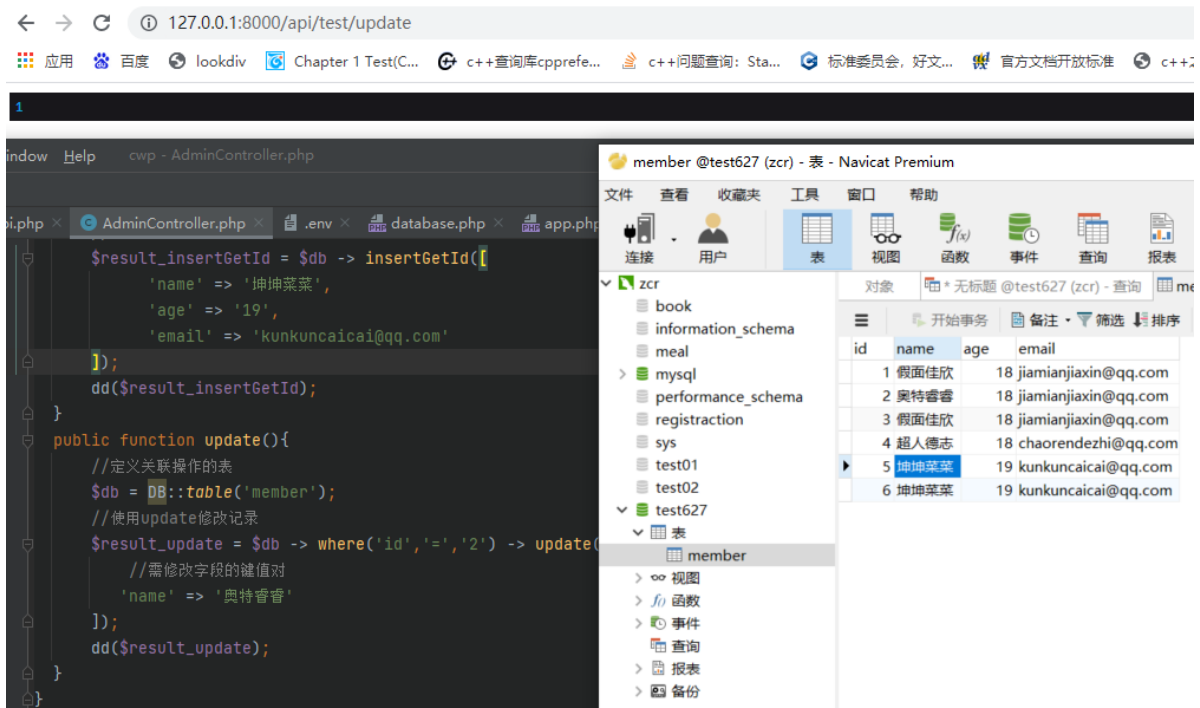 127.0.0.1:8000/api/test/update
应用 百度 lookdiv Chapter 1 Test(C... c++查询库cpprefe... c++问题查询：Sta... 标准委员会，好文... 官方文档开放标准 c++
1
indow Help cwp - AdminController.php
pi.php AdminController.php .env database.php app.php
$result_insertGetId = $db -> insertGetId([
'name' => '坤坤菜菜',
'age' => '19',
'email' => 'kunkuncaicai@qq.com'
]);
dd($result_insertGetId);
}
public function update(){
//定义关联操作的表
$db = DB::table('member');
//使用update修改记录
$result_update = $db -> where('id','=','2') -> update(
//需修改字段的键值对
'name' => '奥特睿睿'
]);
dd($result_update);
}
}
member @test627 (zcr) - 表 - Navicat Premium
文件 查看 收藏夹 工具 窗口 帮助
连接 用户 表 视图 函数 事件 查询 报表
zcr
book
information_schema
meal
mysql
performance_schema
registraction
sys
test01
test02
test627
表
member
视图
函数
事件
查询
报表
备份
对象 * 无标题 @test627 (zcr) - 查询 me
开始事务 备注 筛选 排序
id name age email
1 假面佳欣 18 jiamianjiaxin@qq.com
2 奥特睿睿 18 jiamianjiaxin@qq.com
3 假面佳欣 18 jiamianjiaxin@qq.com
4 超人德志 18 chaorendezhi@qq.com
5 坤坤菜菜 19 kunkuncaicai@qq.com
6 坤坤菜菜 19 kunkuncaicai@qq.com